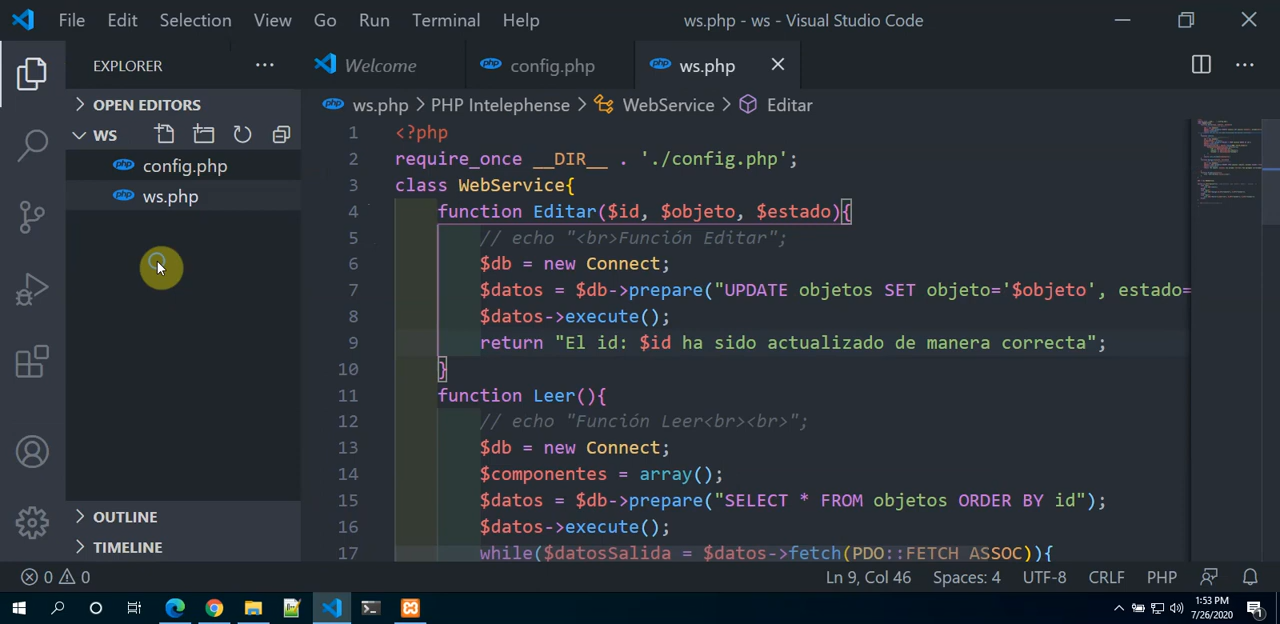 File Edit Selection View Go Run Terminal Help ws.php - ws - Visual Studio Code
EXPLORER
Welcome
config.php
ws.php
OPEN EDITORS
WS
config.php
ws.php
OUTLINE
TIMELINE
ws.php > PHP Intelephense > WebService > Editar
1 <?php
2 require_once __DIR__ . './config.php';
3 class WebService{
4 function Editar($id, $objeto, $estado){
5 // echo "<br>Función Editar";
6 $db = new Connect;
7 $datos = $db->prepare("UPDATE objetos SET objeto='$objeto', estado=
8 $datos->execute();
9 return "El id: $id ha sido actualizado de manera correcta";
10 }
11 function Leer(){
12 // echo "Función Leer<br><br>";
13 $db = new Connect;
14 $componentes = array();
15 $datos = $db->prepare("SELECT * FROM objetos ORDER BY id");
16 $datos->execute();
17 while($datosSalida = $datos->fetch(PDO::FETCH_ASSOC)){
0 0
Ln 9, Col 46 Spaces: 4 UTF-8 CRLF PHP
1:53 PM
7/26/2020
1